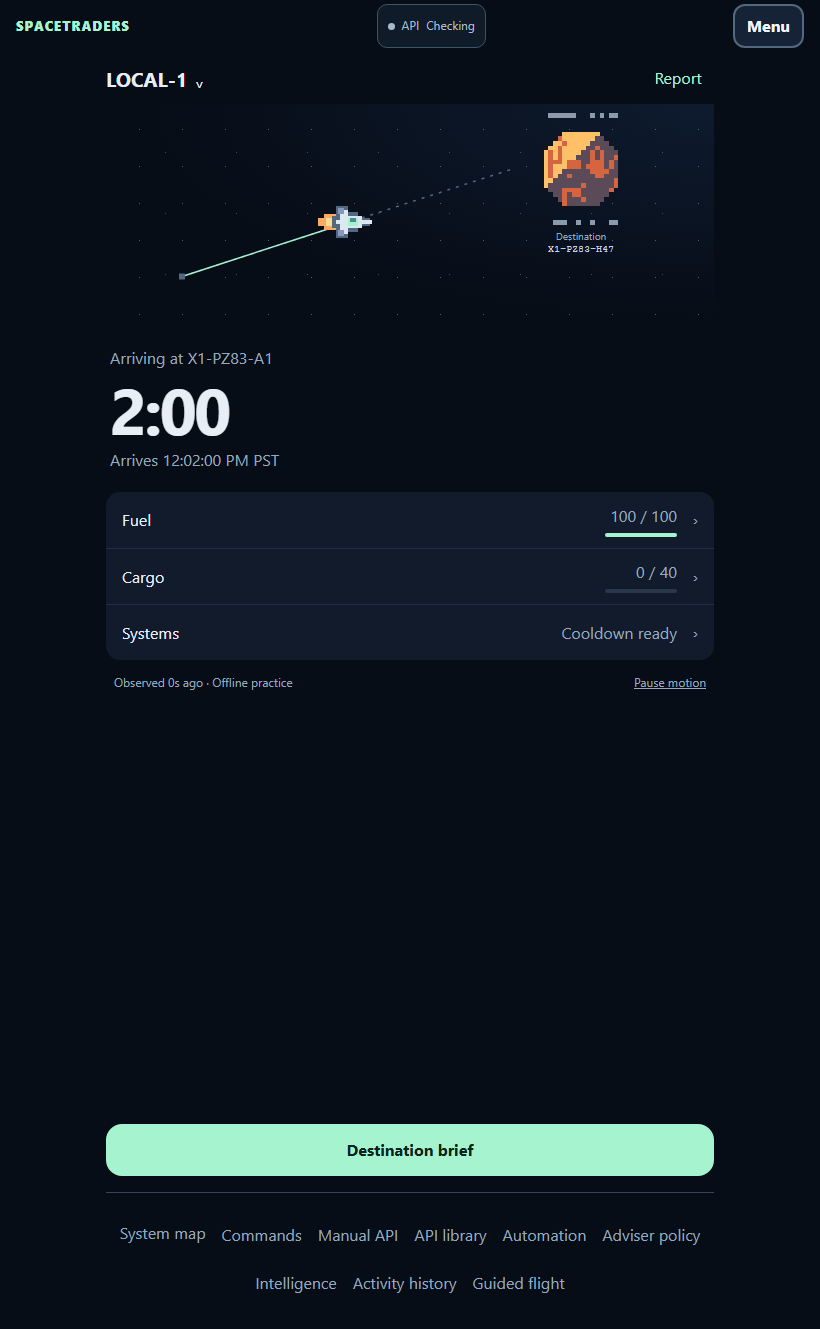 SPACETRADERS
API Checking
Menu
LOCAL-1 v
Report
Destination
X1-PZ83-H47
Arriving at X1-PZ83-A1
2:00
Arrives 12:02:00 PM PST
Fuel 100 / 100 ›
Cargo 0 / 40 ›
Systems Cooldown ready ›
Observed 0s ago · Offline practice
Pause motion
Destination brief
System map Commands Manual API API library Automation Adviser policy
Intelligence Activity history Guided flight